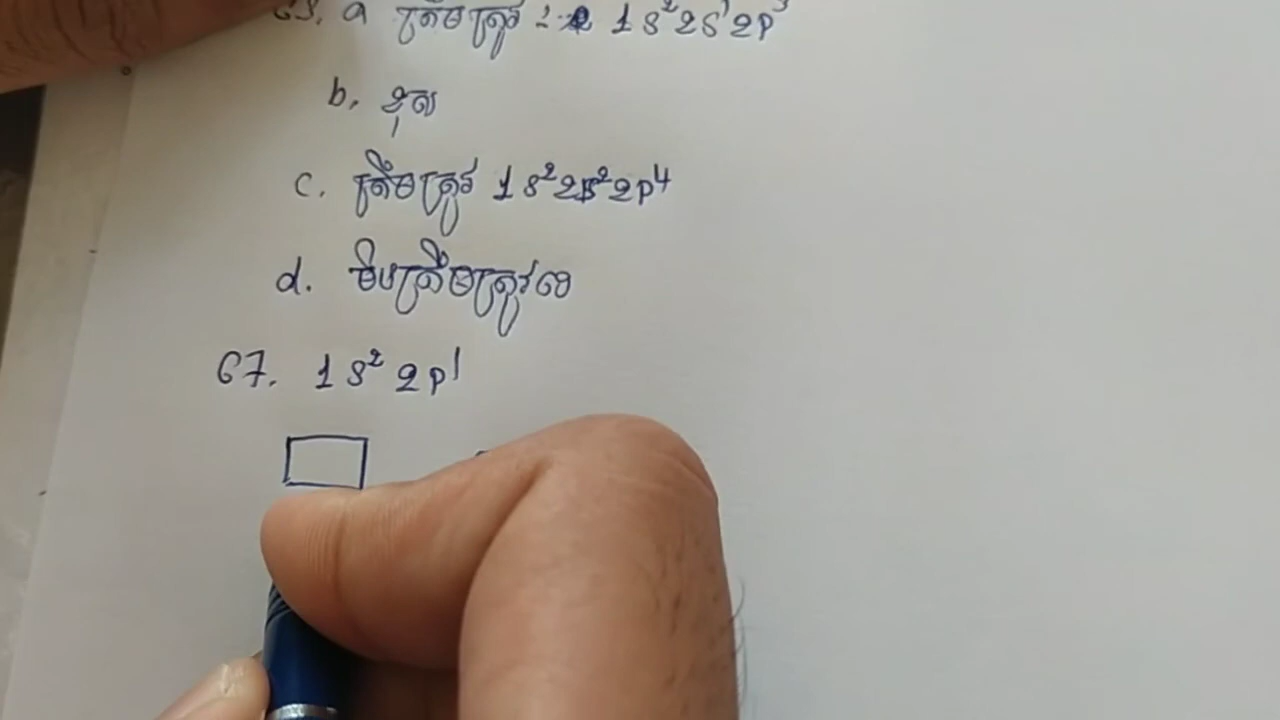 a ត្រឹមត្រូវ 1s²2s¹2p³
b. ខុស
c. ត្រឹមត្រូវ 1s²2s²2p⁴
d. មិនត្រឹមត្រូវទេ
67. 1s² 2p¹